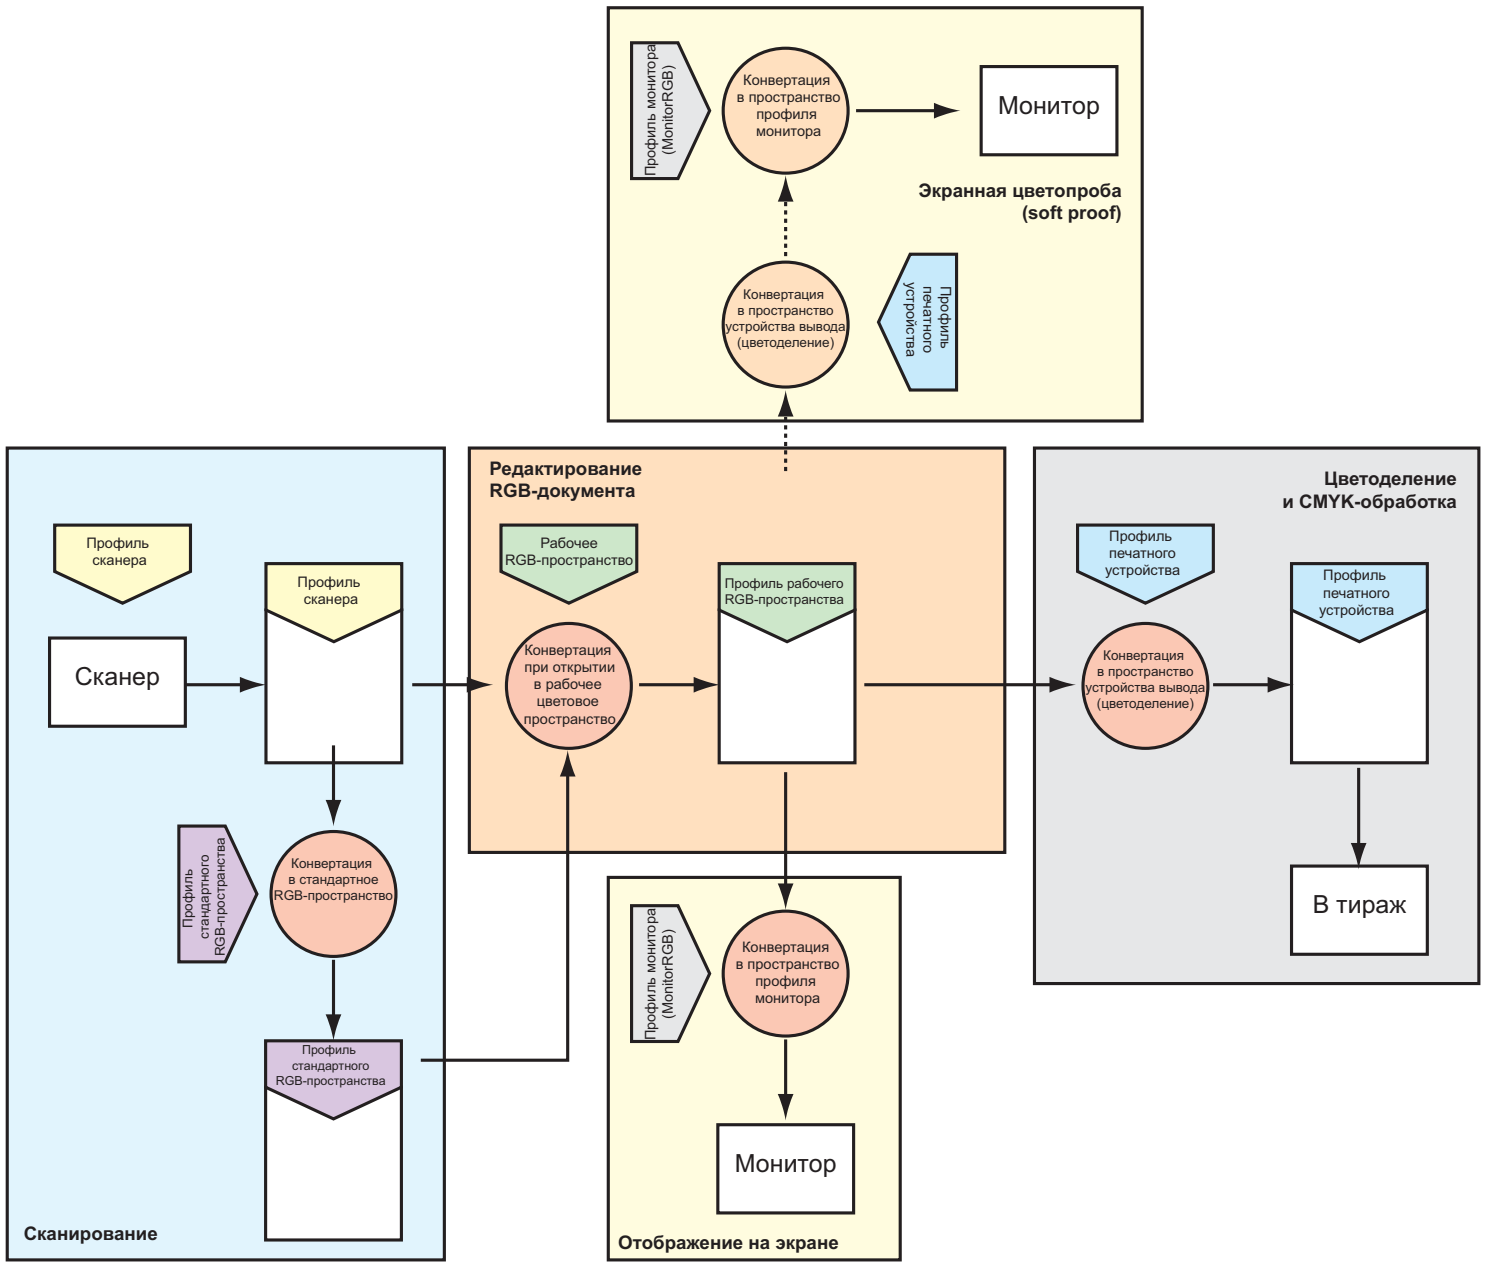 Профиль монитора
(MonitorRGB)
Конвертация
в пространство
профиля
монитора
Монитор
Экранная цветопроба
(soft proof)
Конвертация
в пространство
устройства вывода
(цветоделение)
Профиль
печатного
устройства
Сканирование
Профиль
сканера
Сканер
Профиль
сканера
Профиль
стандартного
RGB-пространства
Конвертация
в стандартное
RGB-пространство
Профиль
стандартного
RGB-пространства
Редактирование
RGB-документа
Рабочее
RGB-пространство
Конвертация
при открытии
в рабочее
цветовое
пространство
Профиль рабочего
RGB-пространства
Профиль монитора
(MonitorRGB)
Конвертация
в пространство
профиля
монитора
Монитор
Отображение на экране
Цветоделение
и CMYK-обработка
Профиль
печатного
устройства
Конвертация
в пространство
устройства вывода
(цветоделение)
Профиль
печатного
устройства
В тираж